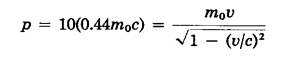 p = 10(0.44m₀c) = m₀v / √1 − (v/c)²